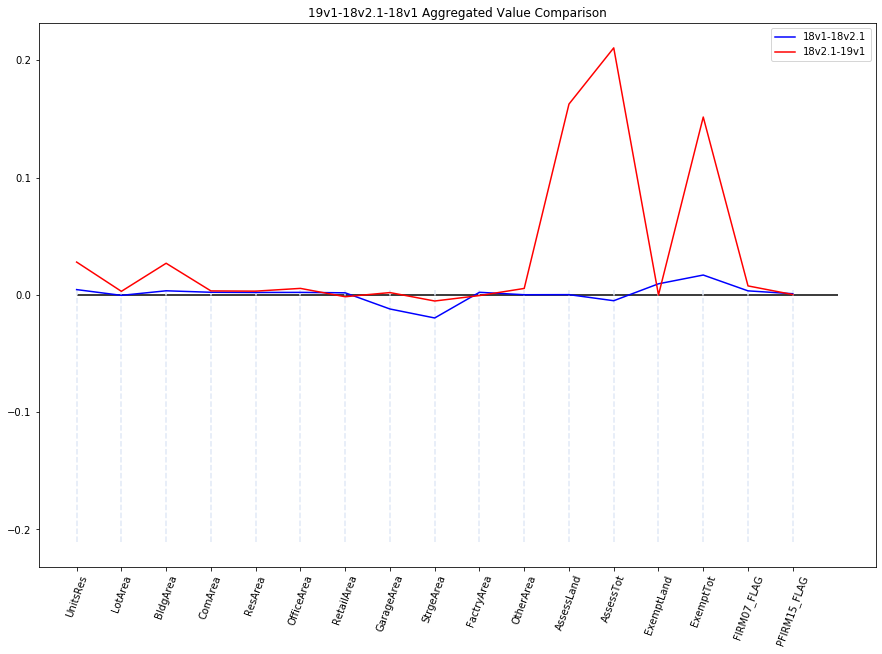 19v1-18v2.1-18v1 Aggregated Value Comparison
18v1-18v2.1
18v2.1-19v1
0.2
0.1
0.0
−0.1
−0.2
UnitsRes
LotArea
BldgArea
ComArea
ResArea
OfficeArea
RetailArea
GarageArea
StrgeArea
FactryArea
OtherArea
AssessLand
AssessTot
ExemptLand
ExemptTot
FIRM07_FLAG
PFIRM15_FLAG